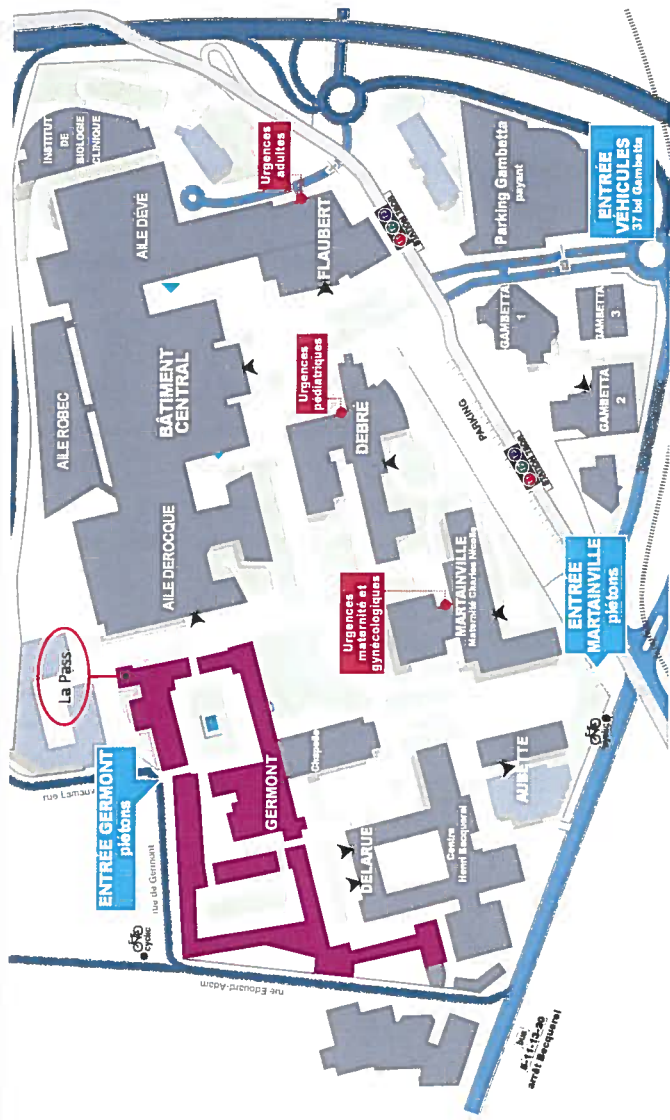 INSTITUT
DE
BIOLOGIE
CLINIQUE
AILE DÉVÉ
AILE ROBEC
BÂTIMENT
CENTRAL
AILE DEROCQUE
Urgences
adultes
FLAUBERT
Urgences
pédiatriques
DEBRÉ
Urgences
maternité et
gynécologiques
MARTAINVILLE
Maternité Charles Nicolle
Parking Gambetta
payant
ENTRÉE
VÉHICULES
37 bd Gambetta
GAMBETTA
1
GAMBETTA
2
GAMBETTA
3
PARKING
ENTRÉE
MARTAINVILLE
piétons
La Pass
ENTRÉE GERMONT
piétons
rue de Germont
cyclic
GERMONT
Chapelle
DELARUE
Centre
Henri Becquerel
AUBETTE
cyclic
rue Edouard-Adam
bus
arrêt Becquerel